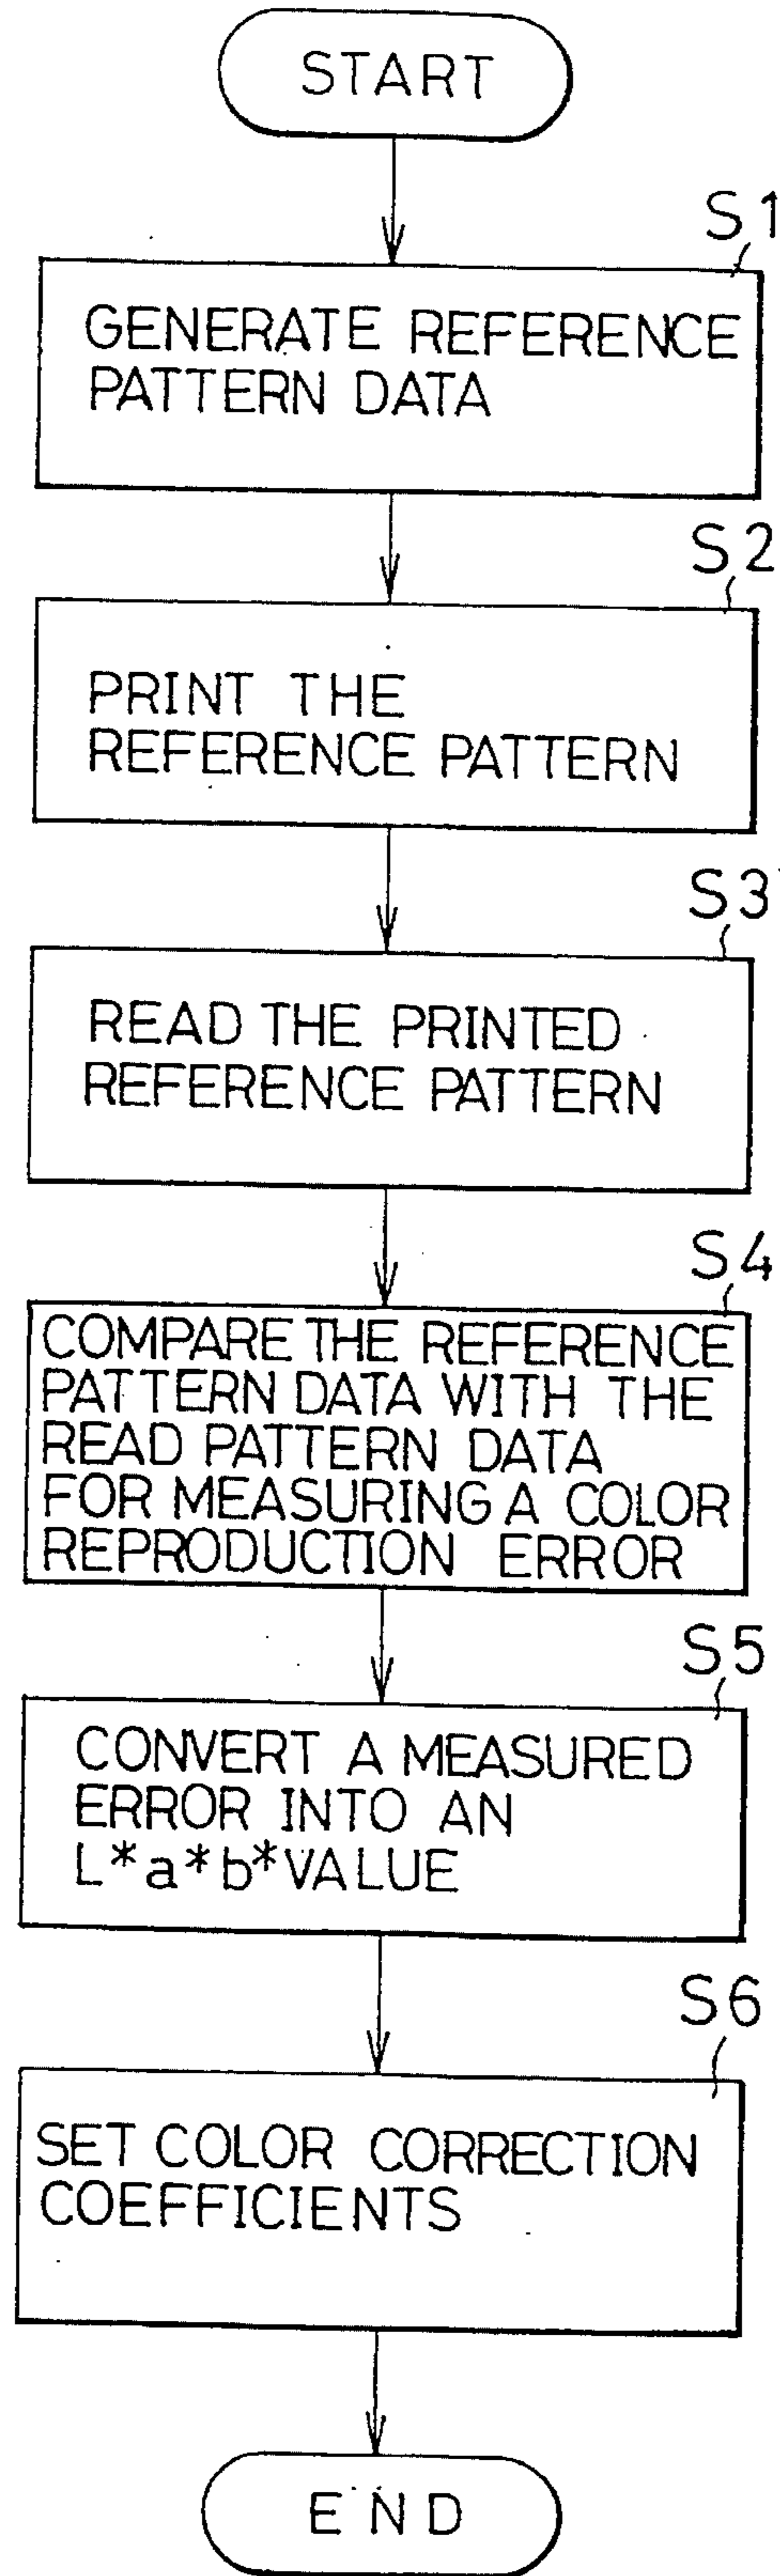 START
S1
GENERATE REFERENCE
PATTERN DATA
S2
PRINT THE
REFERENCE PATTERN
S3
READ THE PRINTED
REFERENCE PATTERN
S4
COMPARE THE REFERENCE
PATTERN DATA WITH THE
READ PATTERN DATA
FOR MEASURING A COLOR
REPRODUCTION ERROR
S5
CONVERT A MEASURED
ERROR INTO AN
L*a*b* VALUE
S6
SET COLOR CORRECTION
COEFFICIENTS
END